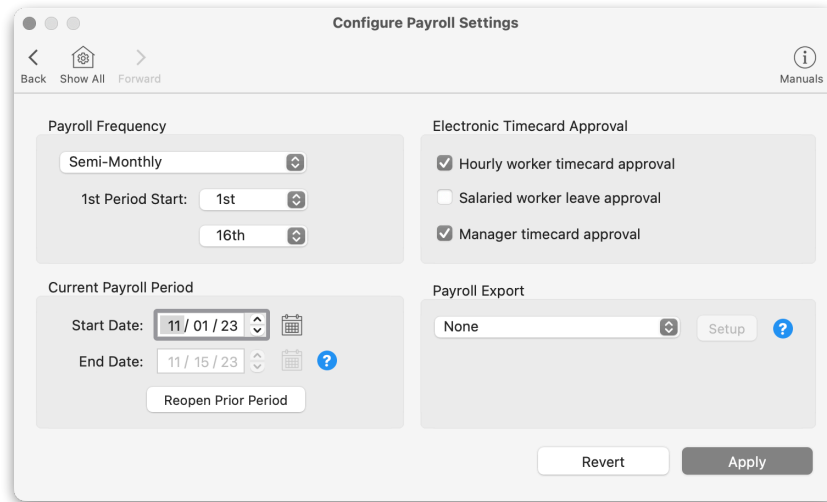 Configure Payroll Settings
Back
Show All
Forward
Manuals
Payroll Frequency
Semi-Monthly
1st Period Start:
1st
16th
Electronic Timecard Approval
Hourly worker timecard approval
Salaried worker leave approval
Manager timecard approval
Current Payroll Period
Start Date: 11/ 01 / 23
End Date: 11/ 15 / 23 ?
Reopen Prior Period
Payroll Export
None
Setup ?
Revert
Apply